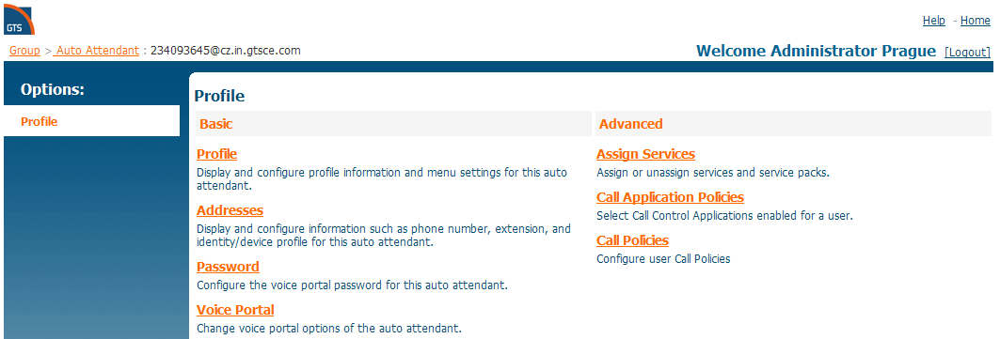 GTS
Help - Home
Group > Auto Attendant : 234093645@cz.in.gtsce.com
Welcome Administrator Prague [Logout]
Options:
Profile
Profile
Basic
Profile
Display and configure profile information and menu settings for this auto
attendant.
Addresses
Display and configure information such as phone number, extension, and
identity/device profile for this auto attendant.
Password
Configure the voice portal password for this auto attendant.
Voice Portal
Change voice portal options of the auto attendant.
Advanced
Assign Services
Assign or unassign services and service packs.
Call Application Policies
Select Call Control Applications enabled for a user.
Call Policies
Configure user Call Policies